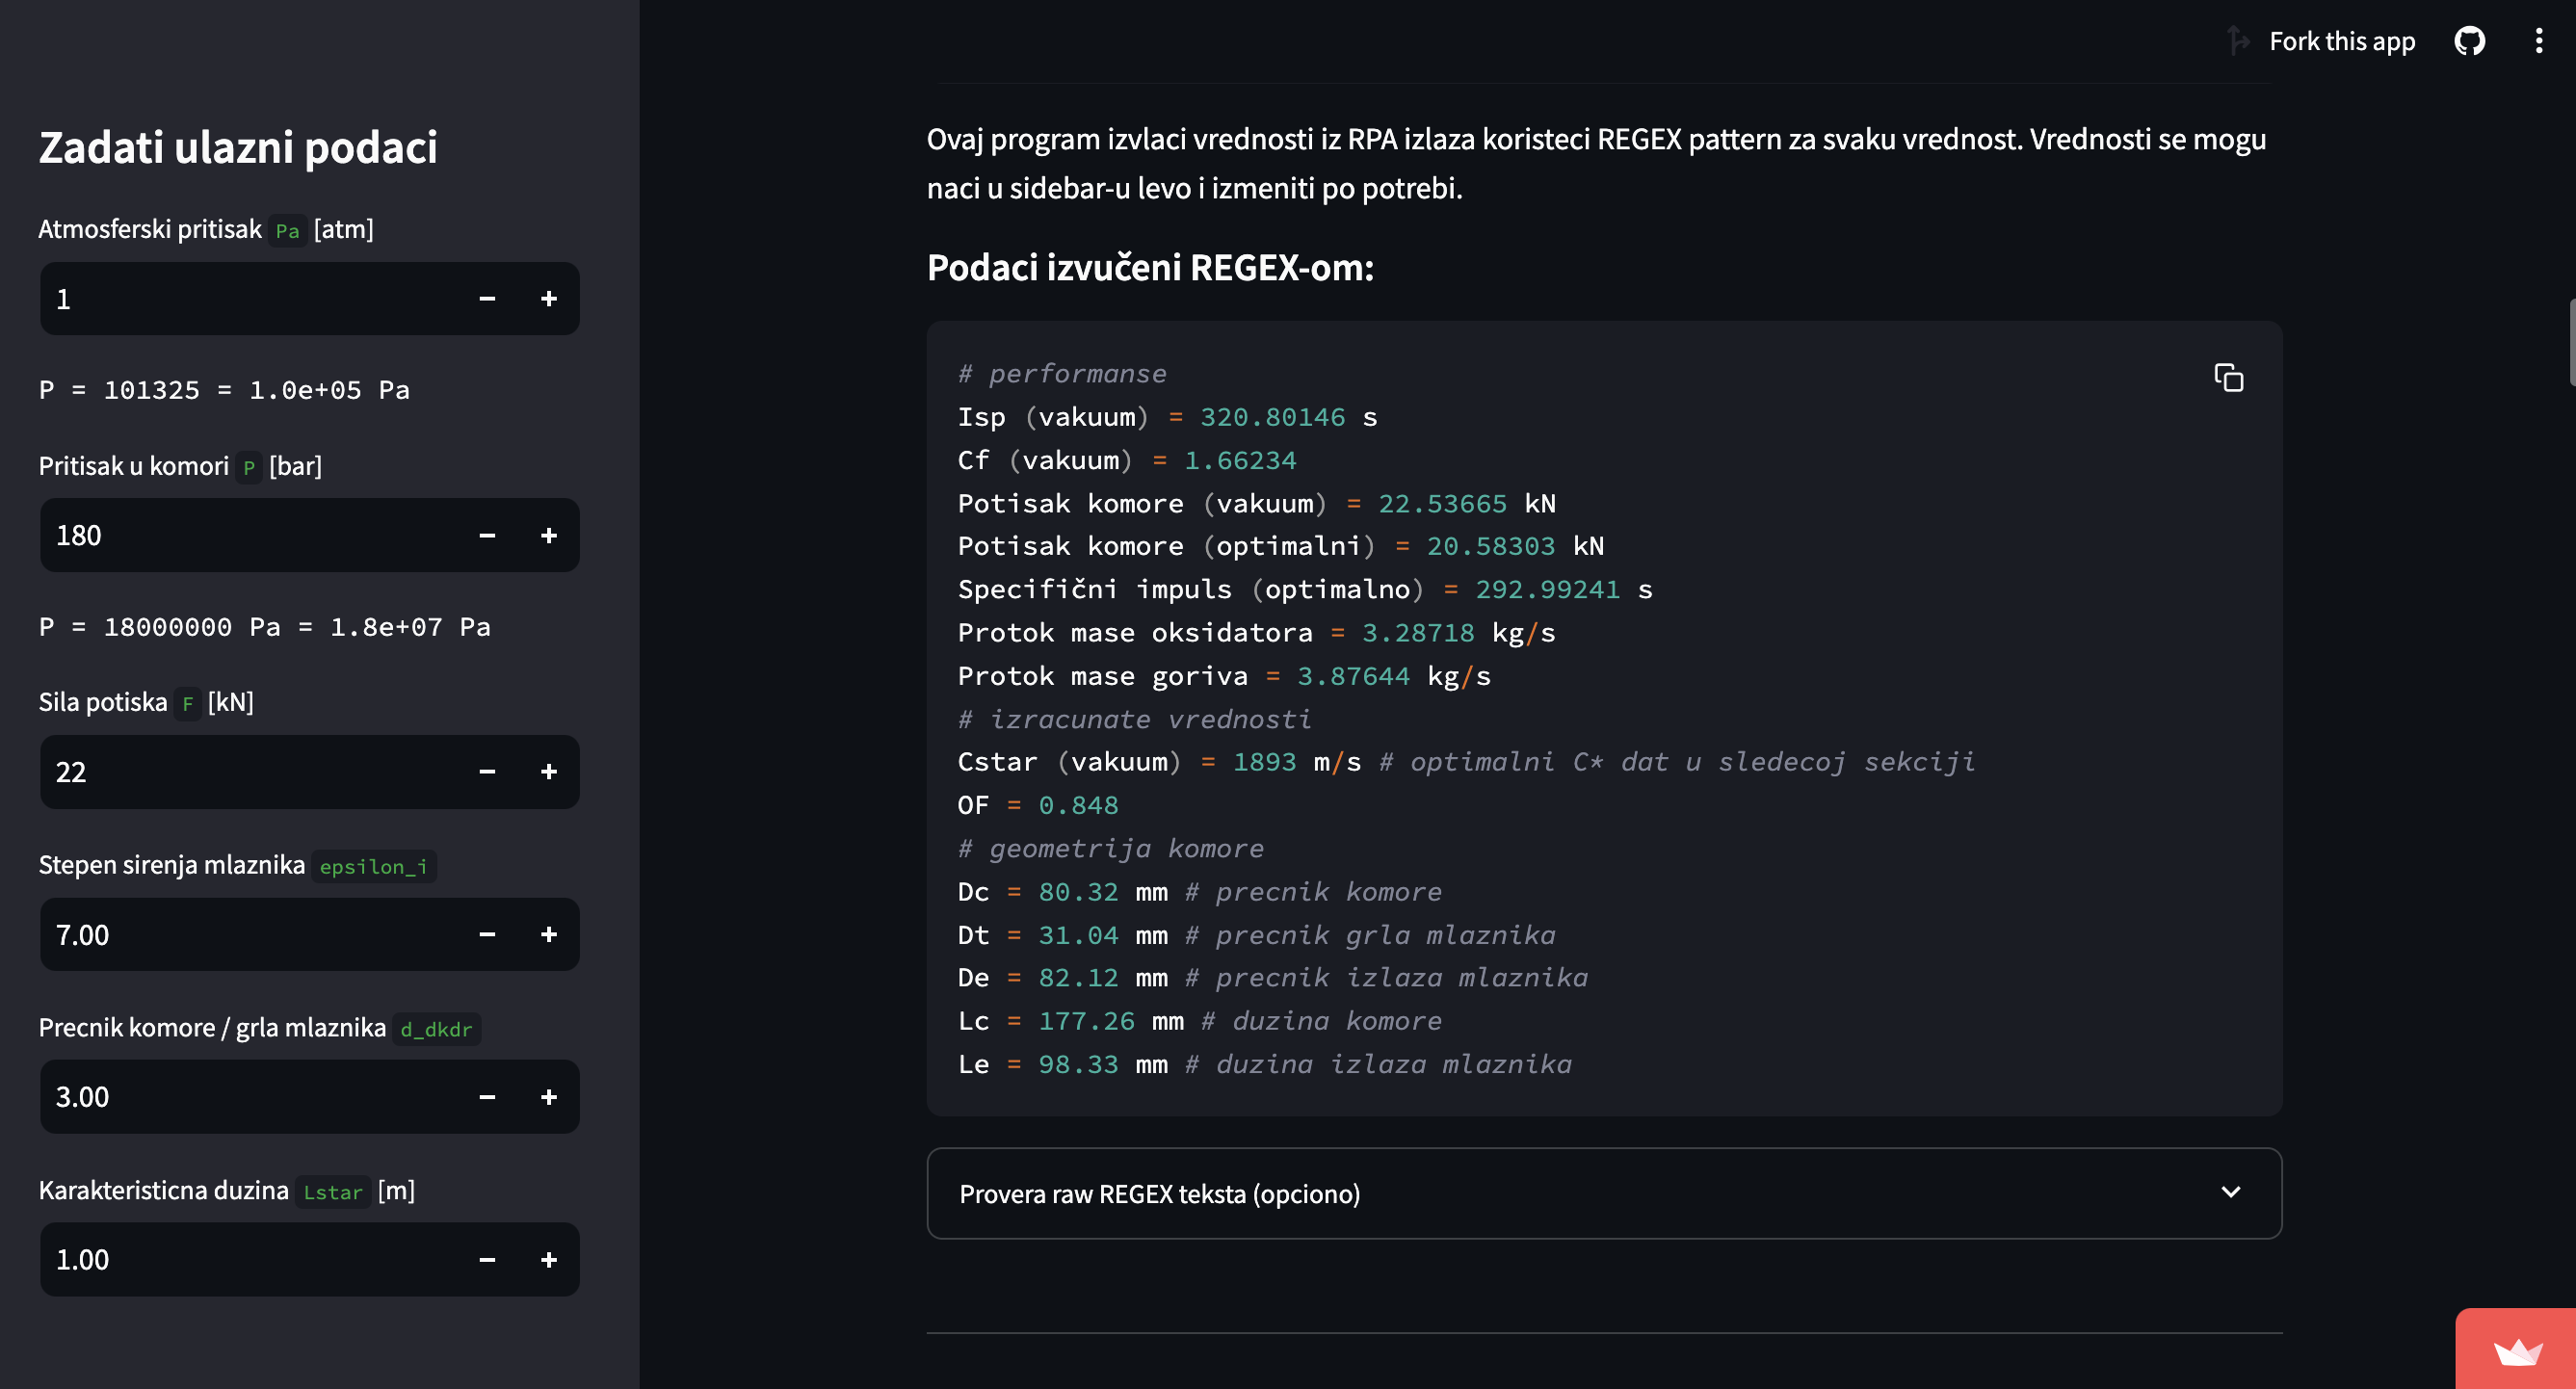 Fork this app
Zadati ulazni podaci
Atmosferski pritisak Pa [atm]
1
P = 101325 = 1.0e+05 Pa
Pritisak u komori P [bar]
180
P = 18000000 Pa = 1.8e+07 Pa
Sila potiska F [kN]
22
Stepen sirenja mlaznika epsilon_i
7.00
Precnik komore / grla mlaznika d_dkdr
3.00
Karakteristicna duzina Lstar [m]
1.00
Ovaj program izvlaci vrednosti iz RPA izlaza koristeci REGEX pattern za svaku vrednost. Vrednosti se mogu
naci u sidebar-u levo i izmeniti po potrebi.
Podaci izvučeni REGEX-om:
# performanse
Isp (vakuum) = 320.80146 s
Cf (vakuum) = 1.66234
Potisak komore (vakuum) = 22.53665 kN
Potisak komore (optimalni) = 20.58303 kN
Specifični impuls (optimalno) = 292.99241 s
Protok mase oksidatora = 3.28718 kg/s
Protok mase goriva = 3.87644 kg/s
# izracunate vrednosti
Cstar (vakuum) = 1893 m/s # optimalni C* dat u sledecoj sekciji
OF = 0.848
# geometrija komore
Dc = 80.32 mm # precnik komore
Dt = 31.04 mm # precnik grla mlaznika
De = 82.12 mm # precnik izlaza mlaznika
Lc = 177.26 mm # duzina komore
Le = 98.33 mm # duzina izlaza mlaznika
Provera raw REGEX teksta (opciono)